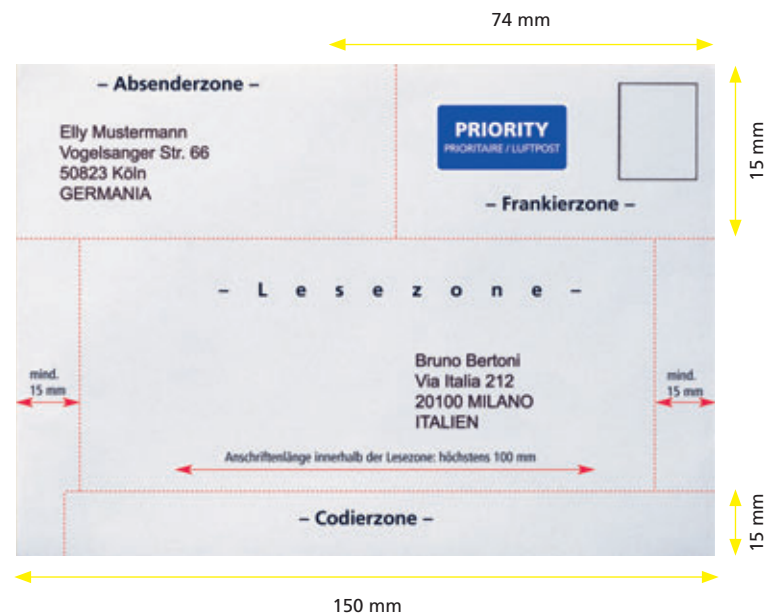 74 mm
– Absenderzone –
Elly Mustermann
Vogelsanger Str. 66
50823 Köln
GERMANIA
PRIORITY
PRIORITAIRE / LUFTPOST
– Frankierzone –
15 mm
– L e s e z o n e –
Bruno Bertoni
Via Italia 212
20100 MILANO
ITALIEN
mind.
15 mm
mind.
15 mm
Anschriftenlänge innerhalb der Lesezone: höchstens 100 mm
– Codierzone –
15 mm
150 mm